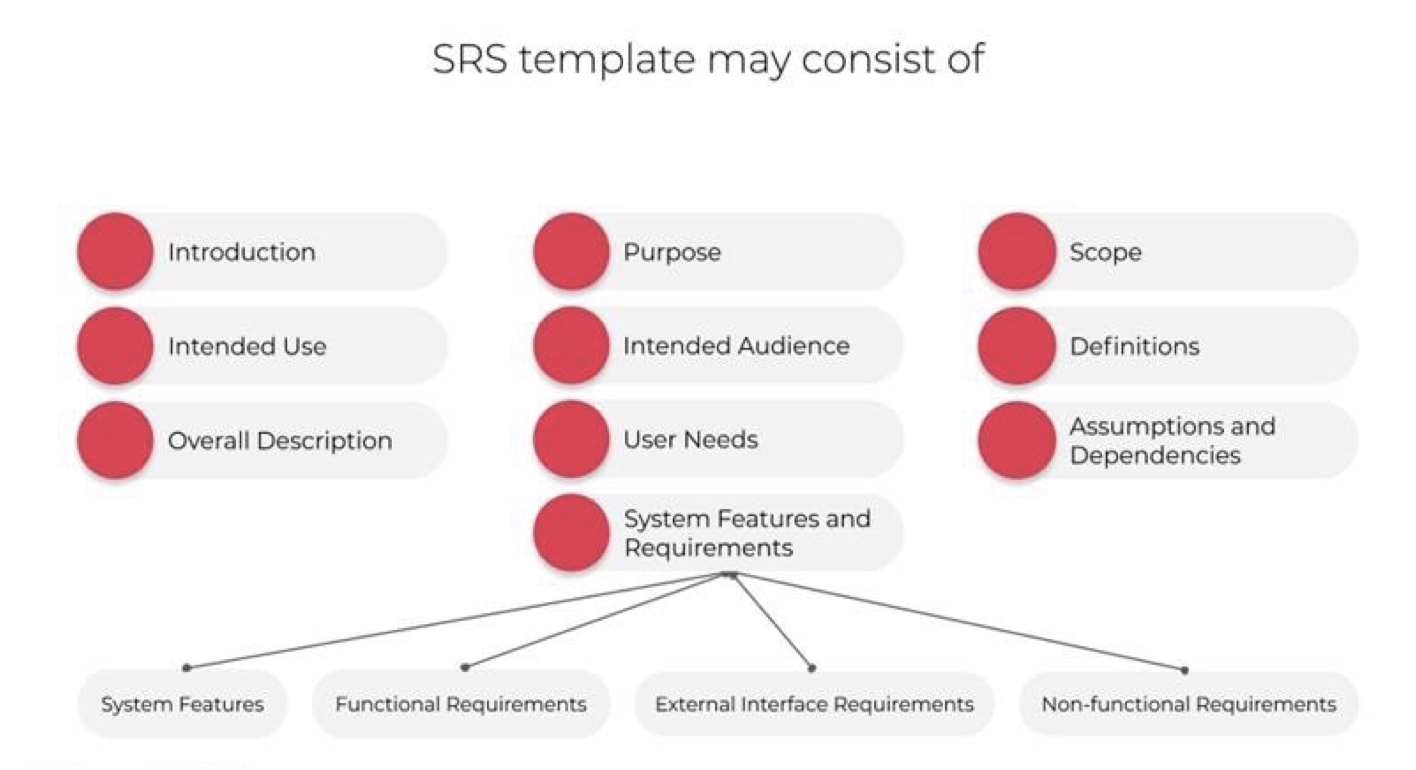 SRS template may consist of
Introduction
Purpose
Scope
Intended Use
Intended Audience
Definitions
Overall Description
User Needs
Assumptions and
Dependencies
System Features and
Requirements
System Features
Functional Requirements
External Interface Requirements
Non-functional Requirements